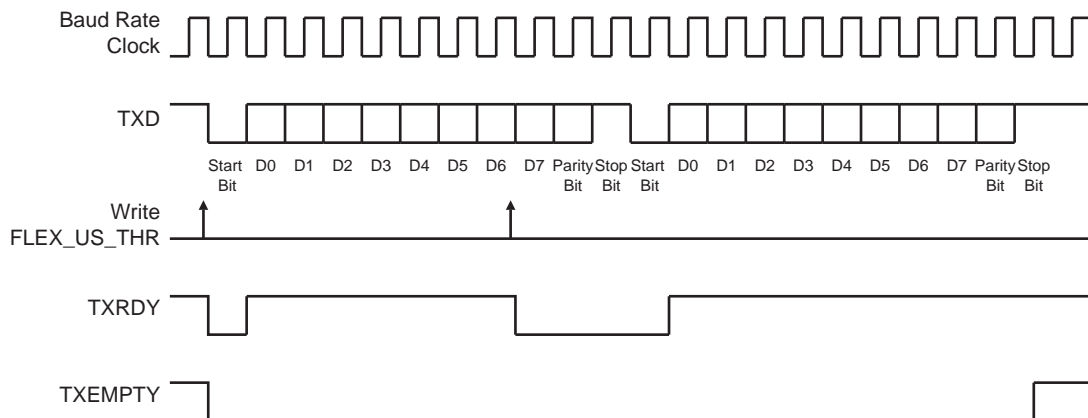 Baud Rate
Clock
TXD
Start D0 D1 D2 D3 D4 D5 D6 D7 Parity Stop Start D0 D1 D2 D3 D4 D5 D6 D7 Parity Stop
Bit Bit Bit Bit Bit Bit
Write
FLEX_US_THR
TXRDY
TXEMPTY